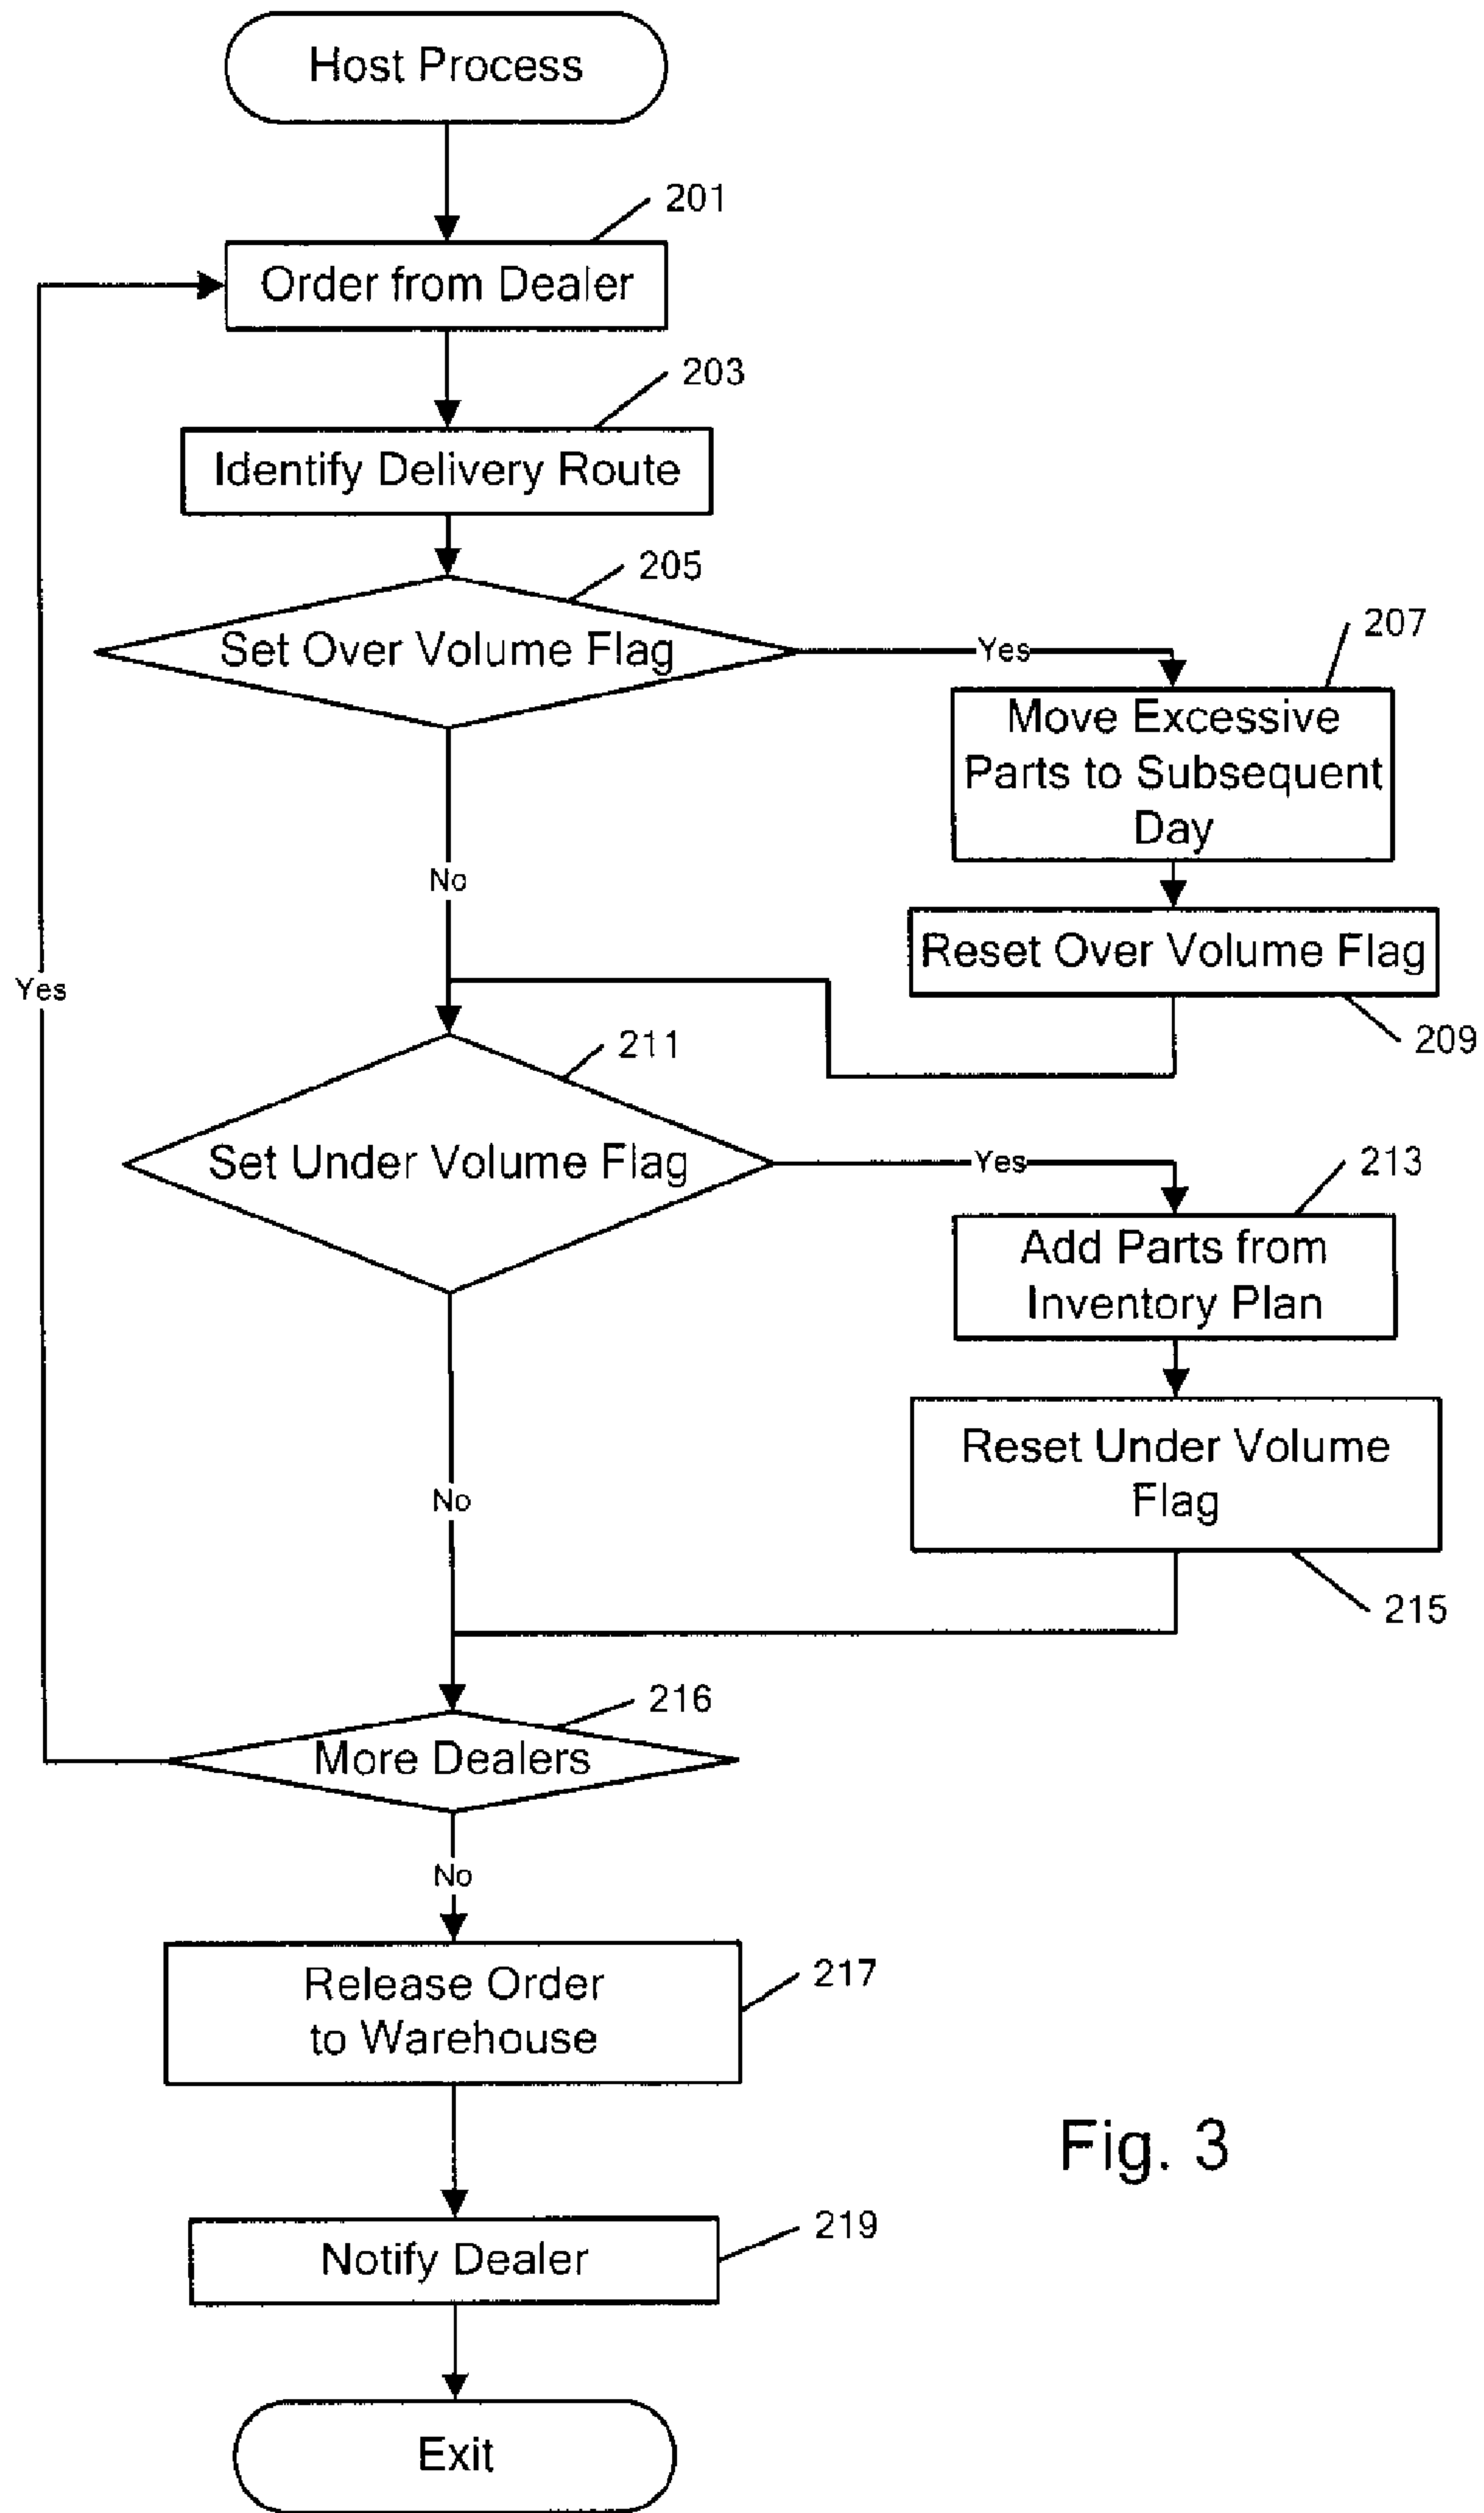 Host Process
201
Order from Dealer
203
Identify Delivery Route
205
Set Over Volume Flag
Yes
207
Move Excessive
Parts to Subsequent
Day
No
Reset Over Volume Flag
Yes
209
211
Set Under Volume Flag
Yes
213
Add Parts from
Inventory Plan
Reset Under Volume
Flag
No
215
216
More Dealers
No
217
Release Order
to Warehouse
Fig. 3
219
Notify Dealer
Exit